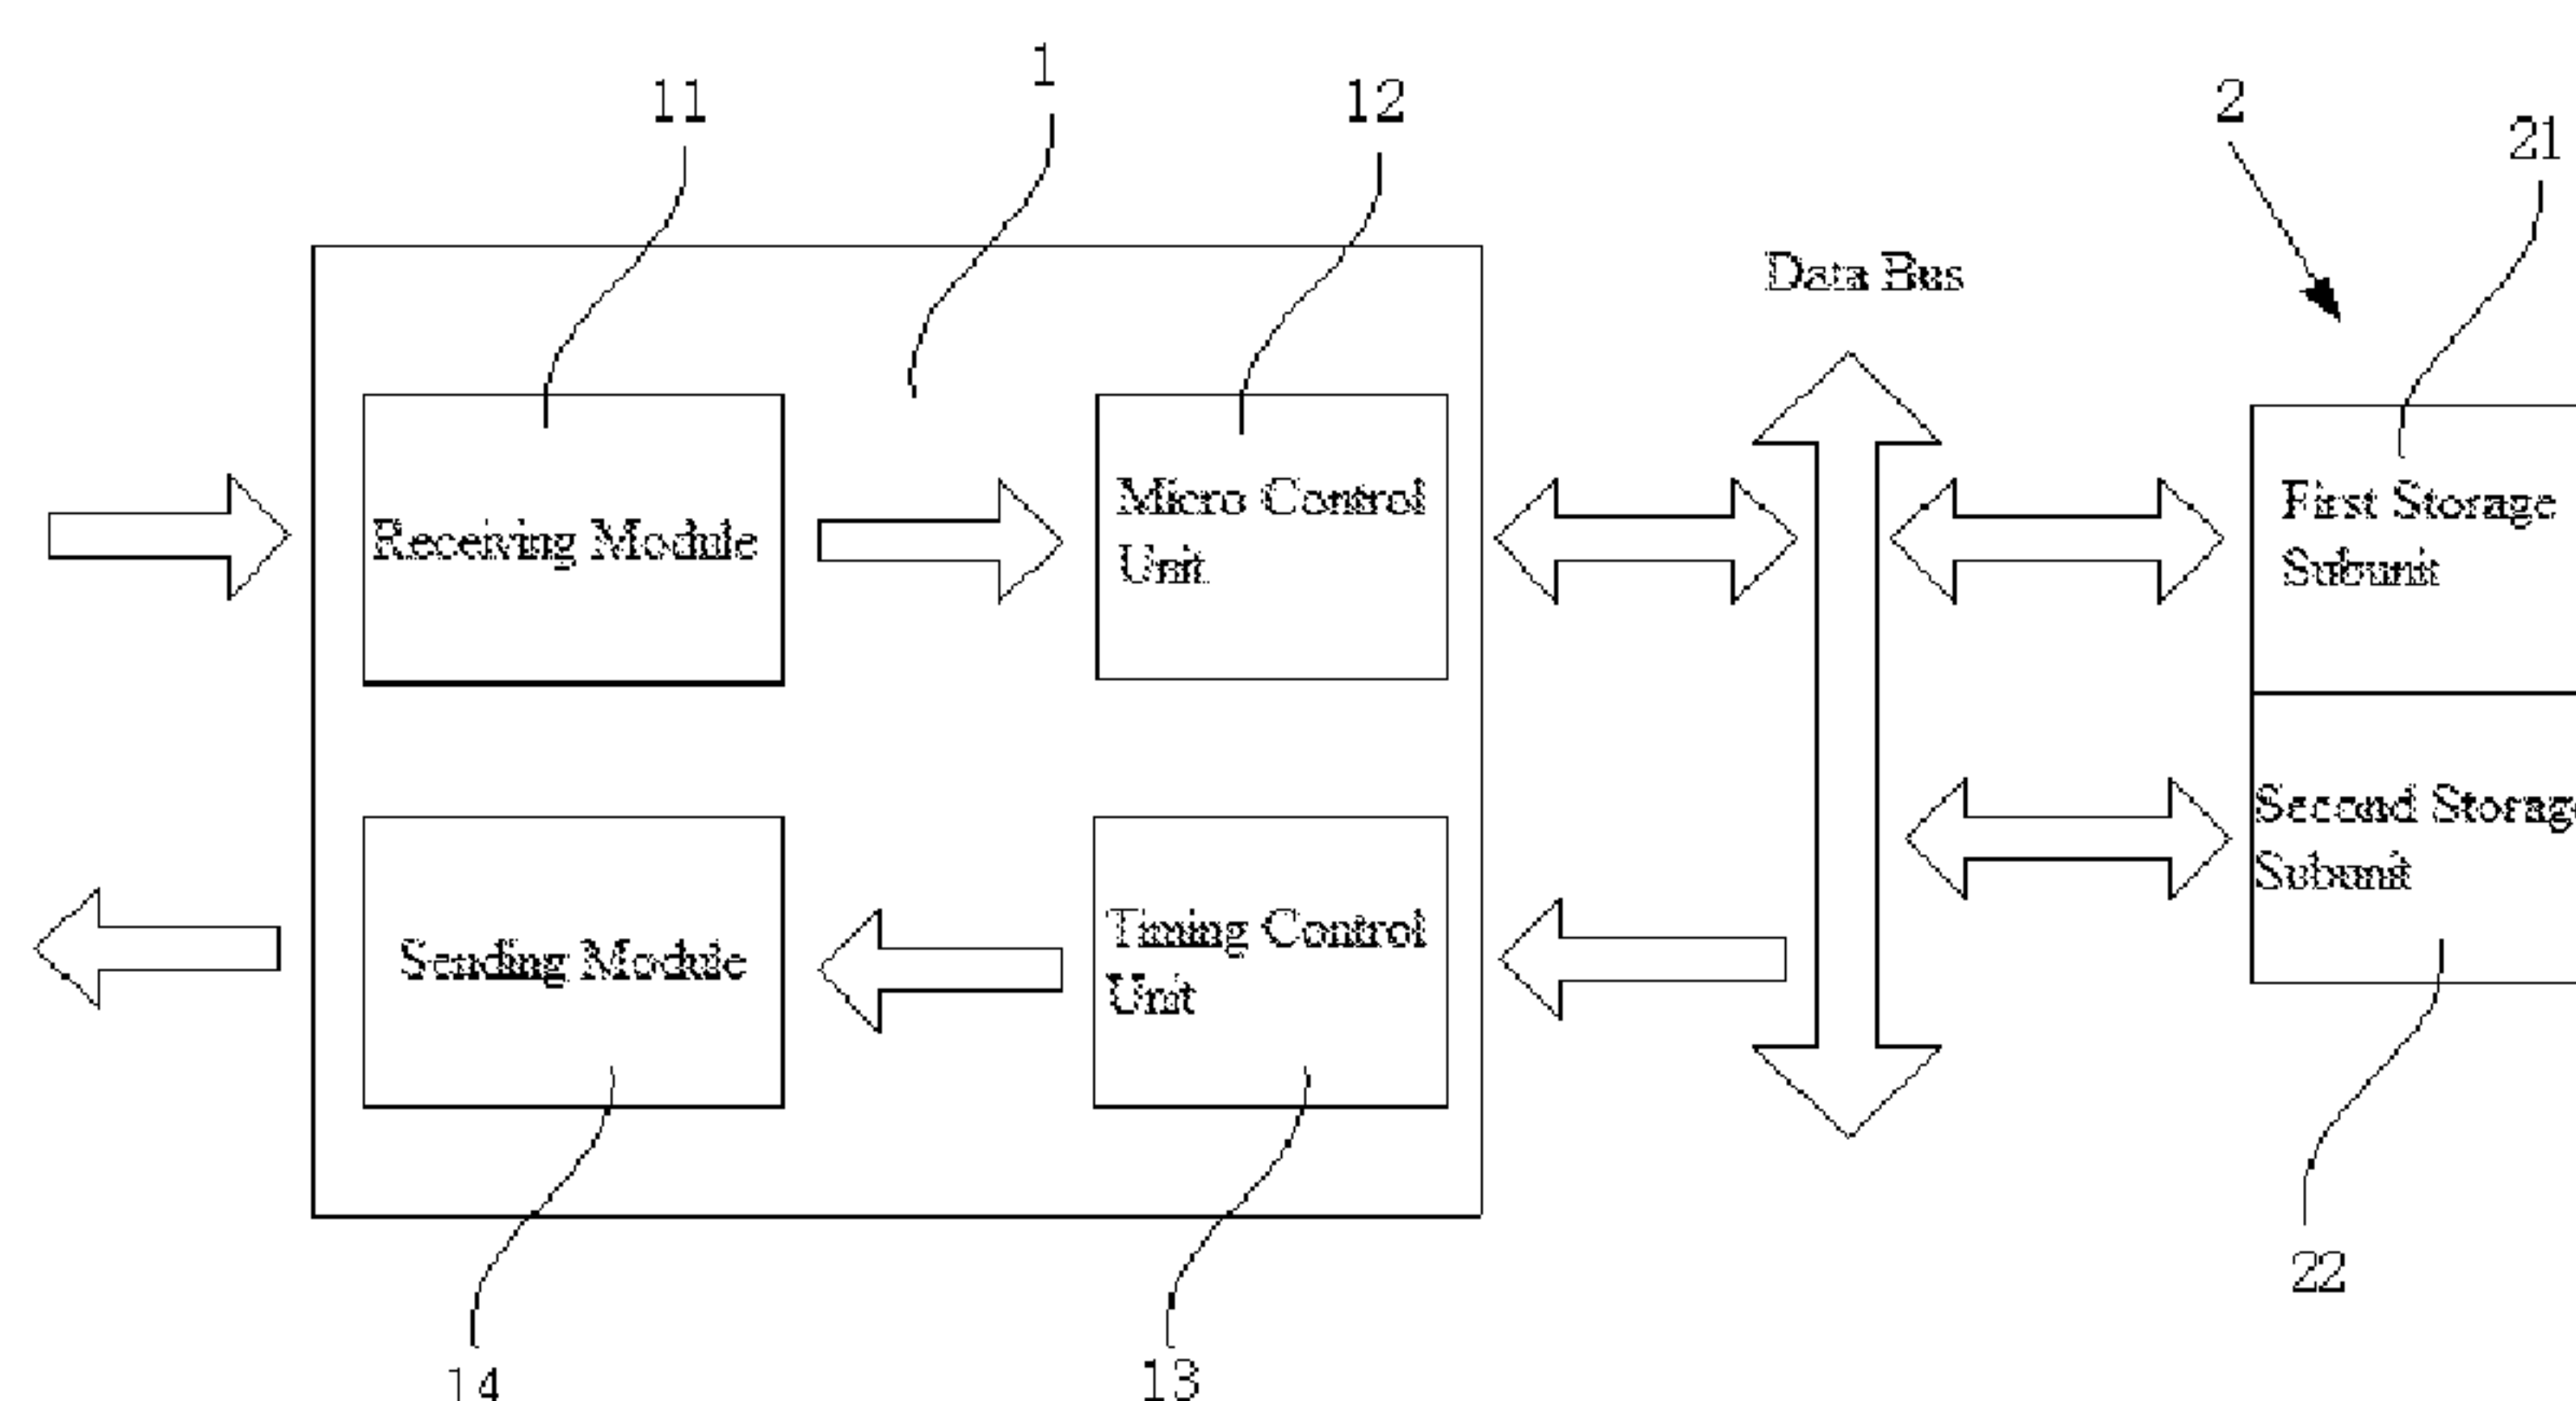 1
11
12
2
21
Data Bus
Receiving Module
Micro Control
Unit
First Storage
Subunit
Second Storage
Subunit
Sending Module
Timing Control
Unit
22
14
13